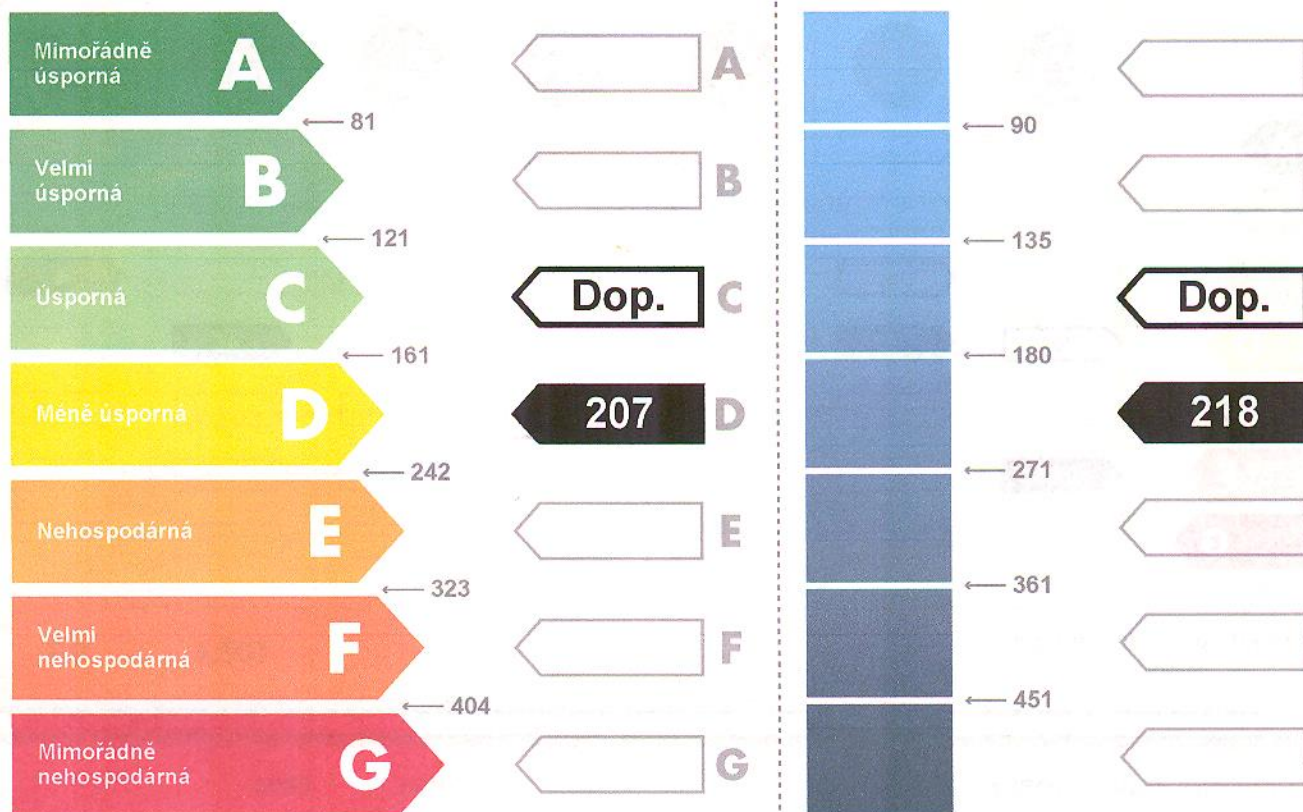 Mimořádně
úsporná
A
A
81
90
Velmi
úsporná
B
B
121
135
Úsporná
C
Dop.
C
Dop.
161
180
Méně úsporná
D
207
D
218
242
271
Nehospodárná
E
E
323
361
Velmi
nehospodárná
F
F
404
451
Mimořádně
nehospodárná
G
G